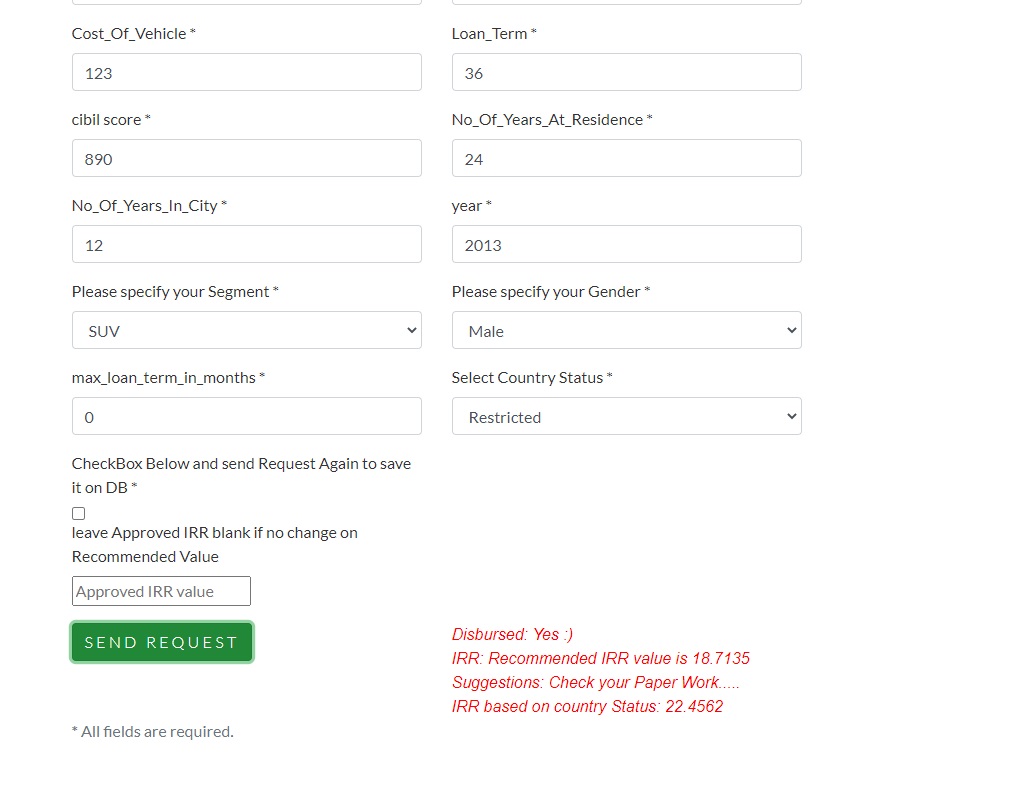 Cost_Of_Vehicle * Loan_Term *
123 36
cibil score * No_Of_Years_At_Residence *
890 24
No_Of_Years_In_City * year *
12 2013
Please specify your Segment * Please specify your Gender *
SUV Male
max_loan_term_in_months * Select Country Status *
0 Restricted
CheckBox Below and send Request Again to save
it on DB *
leave Approved IRR blank if no change on
Recommended Value
Approved IRR value
SEND REQUEST
Disbursed: Yes :)
IRR: Recommended IRR value is 18.7135
Suggestions: Check your Paper Work.....
IRR based on country Status: 22.4562
* All fields are required.